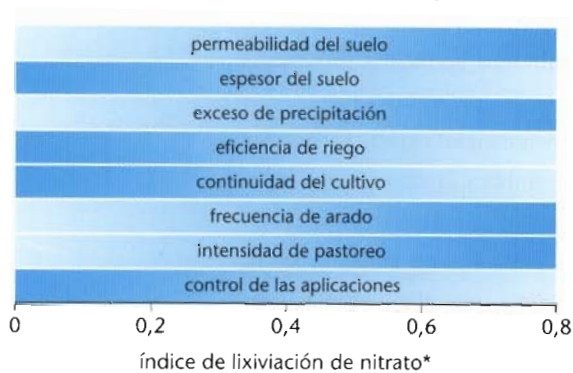 permeabilidad del suelo
espesor del suelo
exceso de precipitación
eficiencia de riego
continuidad del cultivo
frecuencia de arado
intensidad de pastoreo
control de las aplicaciones
0 0,2 0,4 0,6 0,8
índice de lixiviación de nitrato*